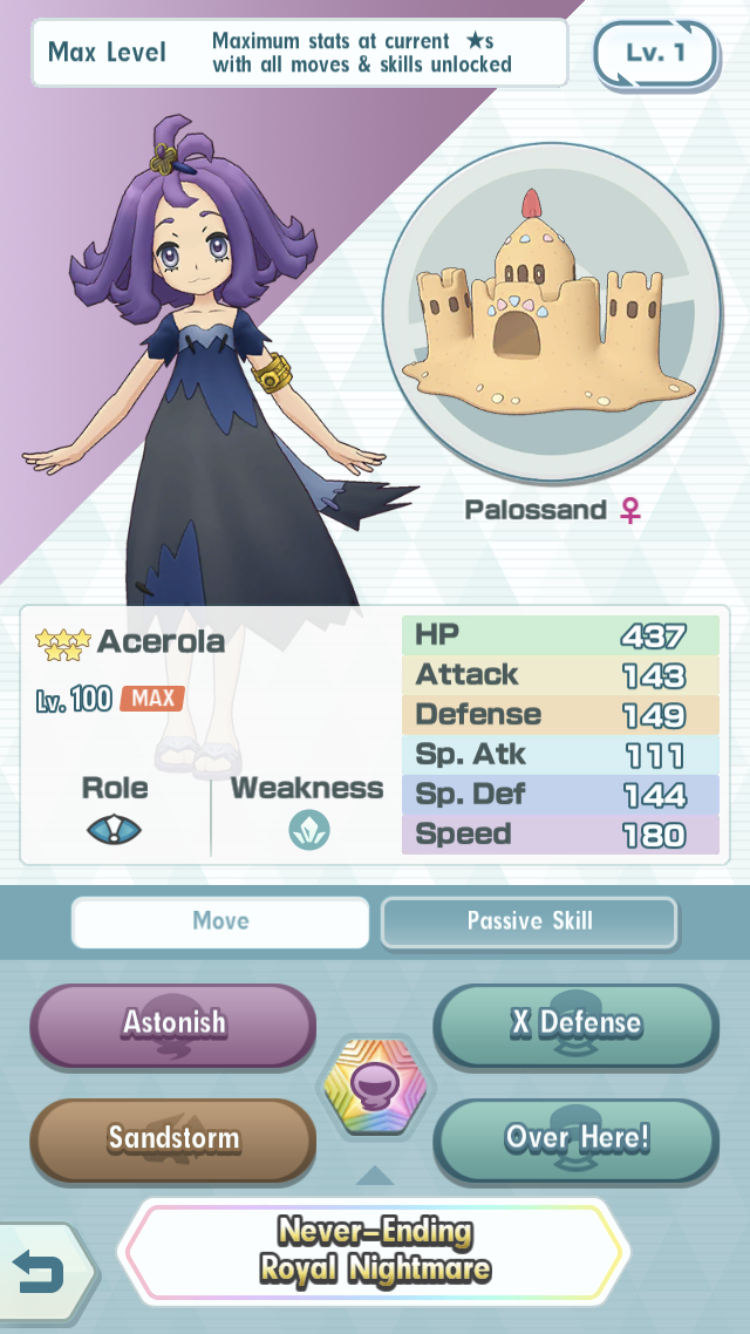 Max Level
Maximum stats at current ★s
with all moves & skills unlocked
Lv. 1
Palossand ♀
Acerola
Lv. 100 MAX
Role
Weakness
HP 437
Attack 143
Defense 149
Sp. Atk 111
Sp. Def 144
Speed 180
Move
Passive Skill
Astonish
X Defense
Sandstorm
Over Here!
Never-Ending
Royal Nightmare